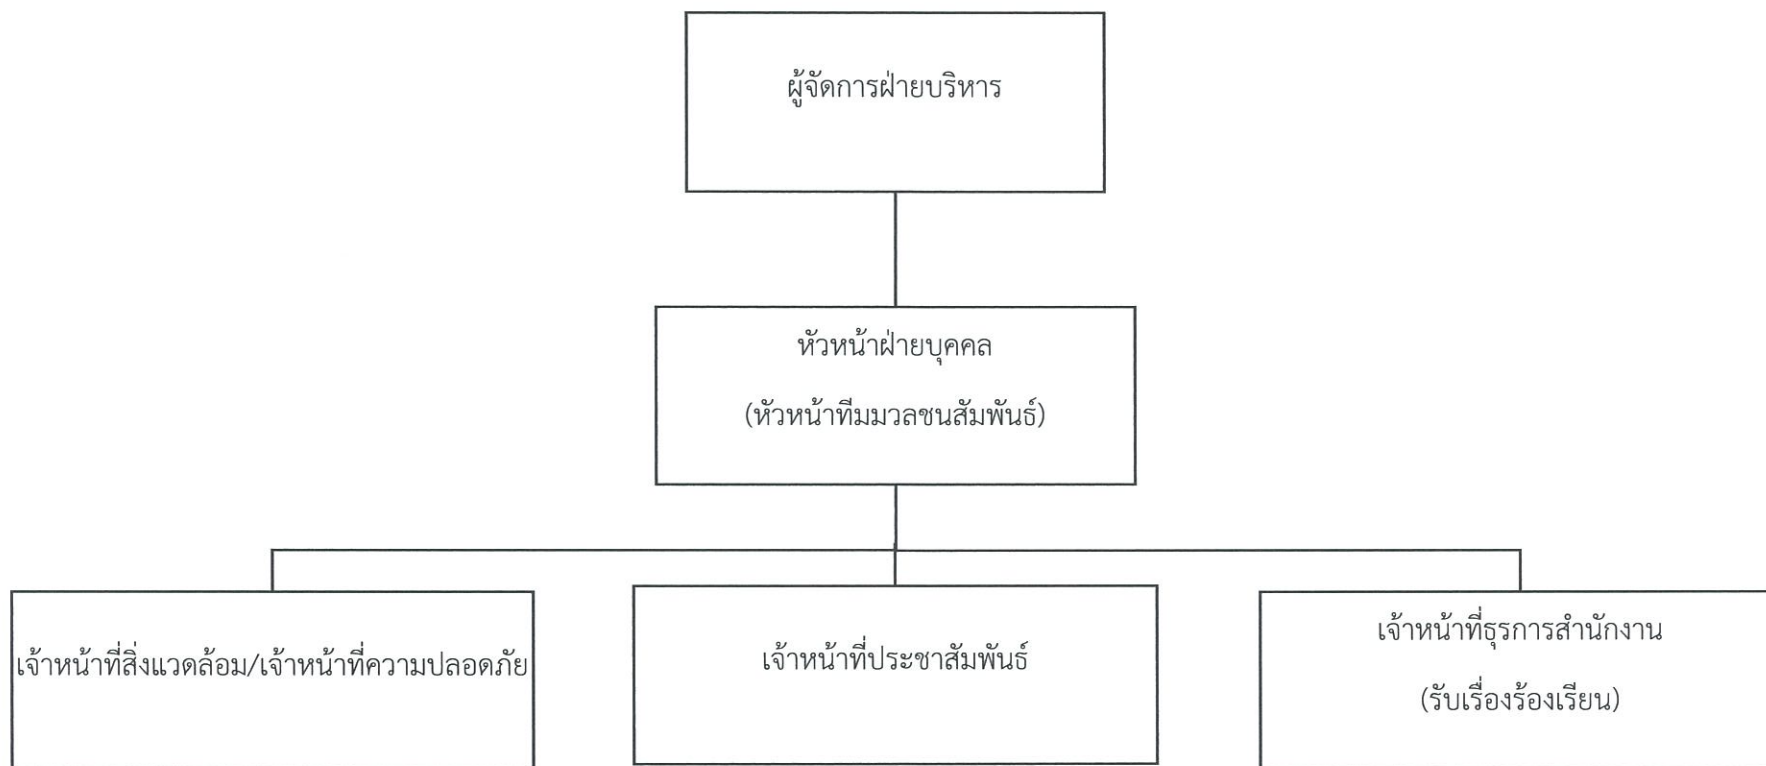 ผู้จัดการฝ่ายบริหาร
หัวหน้าฝ่ายบุคคล
(หัวหน้าทีมมวลชนสัมพันธ์)
เจ้าหน้าที่สิ่งแวดล้อม/เจ้าหน้าที่ความปลอดภัย
เจ้าหน้าที่ประชาสัมพันธ์
เจ้าหน้าที่ธุรการสำนักงาน
(รับเรื่องร้องเรียน)